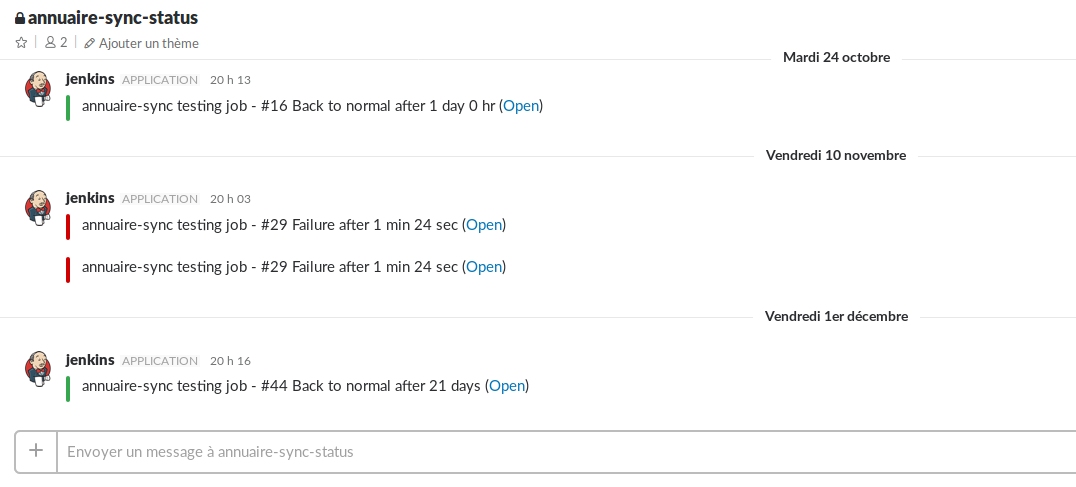 annuaire-sync-status
2
Ajouter un thème
Mardi 24 octobre
jenkins APPLICATION 20 h 13
annuaire-sync testing job - #16 Back to normal after 1 day 0 hr (Open)
Vendredi 10 novembre
jenkins APPLICATION 20 h 03
annuaire-sync testing job - #29 Failure after 1 min 24 sec (Open)
annuaire-sync testing job - #29 Failure after 1 min 24 sec (Open)
Vendredi 1er décembre
jenkins APPLICATION 20 h 16
annuaire-sync testing job - #44 Back to normal after 21 days (Open)
Envoyer un message à annuaire-sync-status